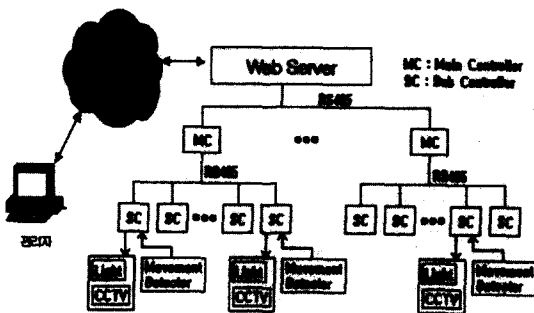 Web Server
MC : Main Controller
SC : Sub Controller
RS485
MC
MC
RS485
RS485
SC
SC
SC
SC
SC
SC
SC
SC
관리자
Light
CCTV
Movement
Detector
Light
CCTV
Movement
Detector
Light
CCTV
Movement
Detector